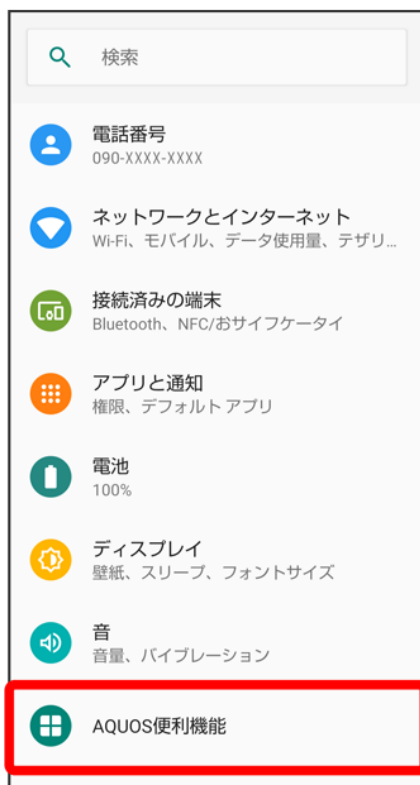 検索
電話番号
090-XXXX-XXXX
ネットワークとインターネット
Wi-Fi、モバイル、データ使用量、テザリ...
接続済みの端末
Bluetooth、NFC/おサイフケータイ
アプリと通知
権限、デフォルト アプリ
電池
100%
ディスプレイ
壁紙、スリープ、フォントサイズ
音
音量、バイブレーション
AQUOS便利機能